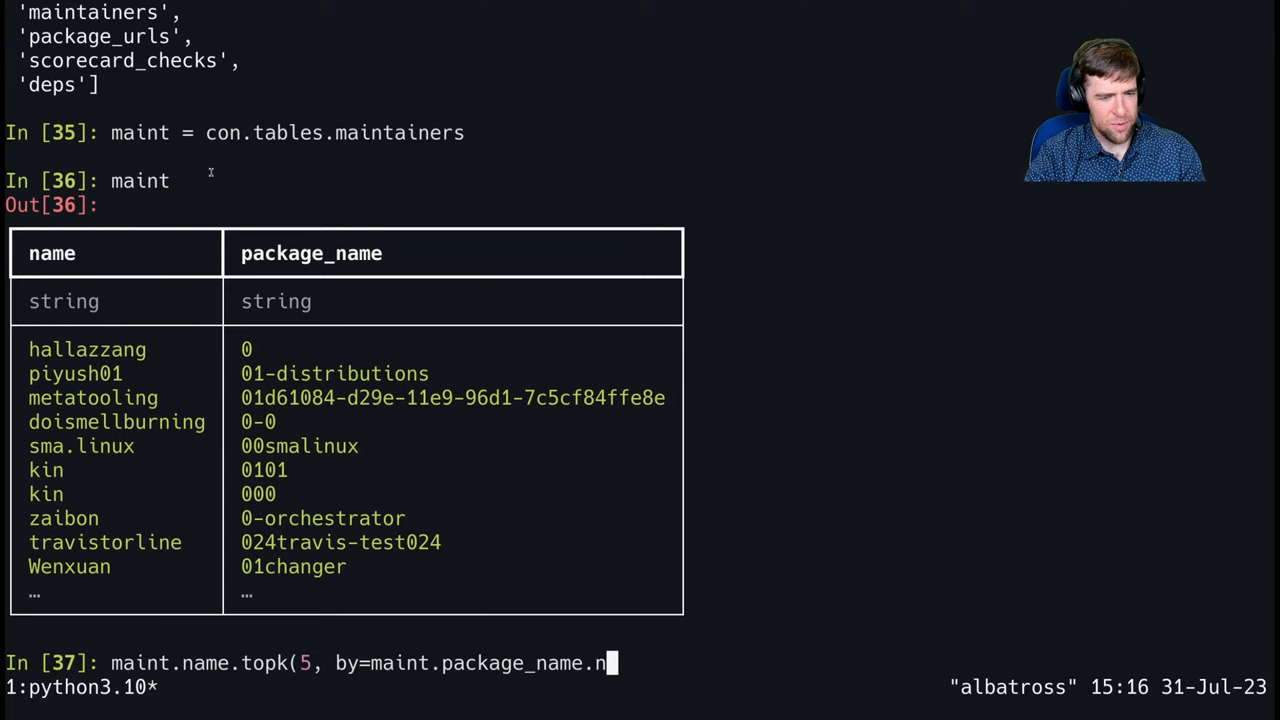 'maintainers',
'package_urls',
'scorecard_checks',
'deps']
In [35]: maint = con.tables.maintainers
In [36]: maint
Out[36]:
name package_name
string string
hallazzang 0
piyush01 01-distributions
metatooling 01d61084-d29e-11e9-96d1-7c5cf84ffe8e
doismellburning 0-0
sma.linux 00smalinux
kin 0101
kin 000
zaibon 0-orchestrator
travistorline 024travis-test024
Wenxuan 01changer
… …
In [37]: maint.name.topk(5, by=maint.package_name.n
1:python3.10* "albatross" 15:16 31-Jul-23